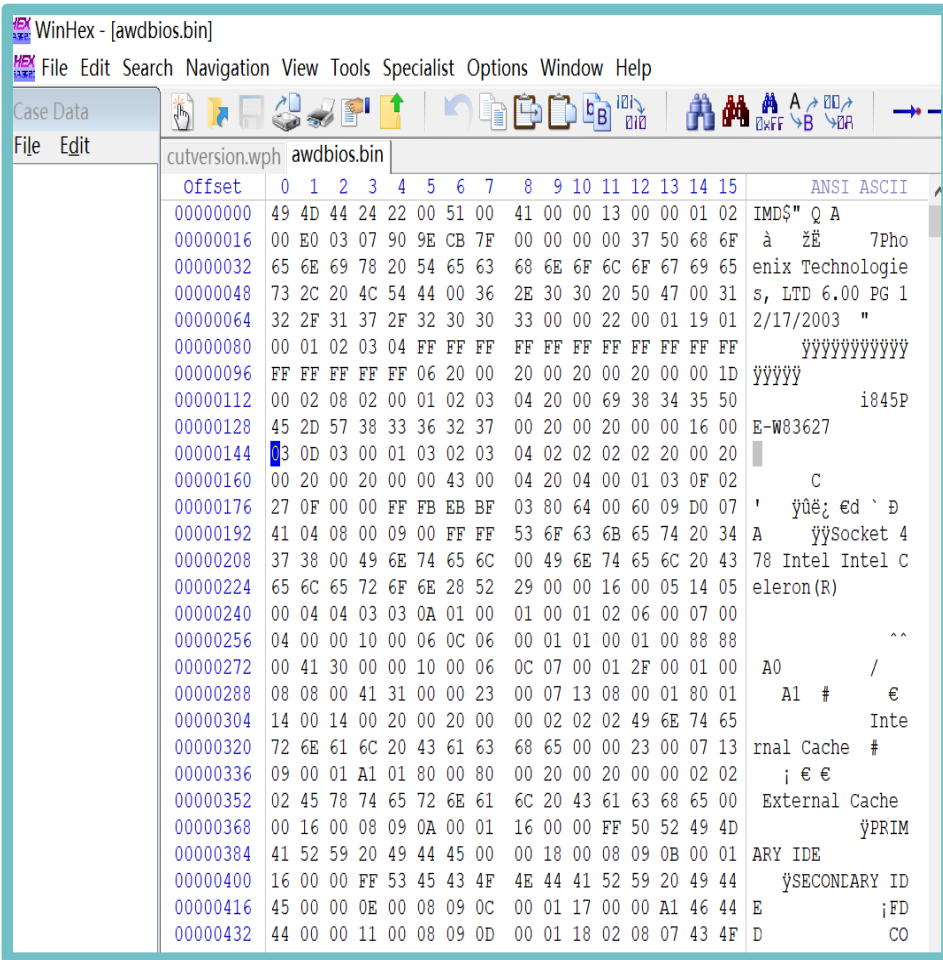 WinHex - [awdbios.bin]
File Edit Search Navigation View Tools Specialist Options Window Help
Case Data
File Edit
cutversion.wph awdbios.bin
Offset 0 1 2 3 4 5 6 7 8 9 10 11 12 13 14 15 ANSI ASCII
00000000 49 4D 44 24 22 00 51 00 41 00 00 13 00 00 01 02 IMD$" Q A
00000016 00 E0 03 07 90 9E CB 7F 00 00 00 00 37 50 68 6F à žË 7Pho
00000032 65 6E 69 78 20 54 65 63 68 6E 6F 6C 6F 67 69 65 enix Technologie
00000048 73 2C 20 4C 54 44 00 36 2E 30 30 20 50 47 00 31 s, LTD 6.00 PG 1
00000064 32 2F 31 37 2F 32 30 30 33 00 00 22 00 01 19 01 2/17/2003 "
00000080 00 01 02 03 04 FF FF FF FF FF FF FF FF FF FF FF ÿÿÿÿÿÿÿÿÿÿÿ
00000096 FF FF FF FF FF 06 20 00 20 00 20 00 20 00 00 1D ÿÿÿÿÿ
00000112 00 02 08 02 00 01 02 03 04 20 00 69 38 34 35 50 i845P
00000128 45 2D 57 38 33 36 32 37 00 20 00 20 00 00 16 00 E-W83627
00000144 03 0D 03 00 01 03 02 03 04 02 02 02 02 20 00 20
00000160 00 20 00 20 00 00 43 00 04 20 04 00 01 03 0F 02 C
00000176 27 0F 00 00 FF FB EB BF 03 80 64 00 60 09 D0 07 ' ÿûë¿ €d ` Ð
00000192 41 04 08 00 09 00 FF FF 53 6F 63 6B 65 74 20 34 A ÿÿSocket 4
00000208 37 38 00 49 6E 74 65 6C 00 49 6E 74 65 6C 20 43 78 Intel Intel C
00000224 65 6C 65 72 6F 6E 28 52 29 00 00 16 00 05 14 05 eleron(R)
00000240 00 04 04 03 03 0A 01 00 01 00 01 02 06 00 07 00
00000256 04 00 00 10 00 06 0C 06 00 01 01 00 01 00 88 88 ˆˆ
00000272 00 41 30 00 00 10 00 06 0C 07 00 01 2F 00 01 00 A0 /
00000288 08 08 00 41 31 00 00 23 00 07 13 08 00 01 80 01 A1 # €
00000304 14 00 14 00 20 00 20 00 00 02 02 02 49 6E 74 65 Inte
00000320 72 6E 61 6C 20 43 61 63 68 65 00 00 23 00 07 13 rnal Cache #
00000336 09 00 01 A1 01 80 00 80 00 20 00 20 00 00 02 02 ¡ € €
00000352 02 45 78 74 65 72 6E 61 6C 20 43 61 63 68 65 00 External Cache
00000368 00 16 00 08 09 0A 00 01 16 00 00 FF 50 52 49 4D ÿPRIM
00000384 41 52 59 20 49 44 45 00 00 18 00 08 09 0B 00 01 ARY IDE
00000400 16 00 00 FF 53 45 43 4F 4E 44 41 52 59 20 49 44 ÿSECONDARY ID
00000416 45 00 00 0E 00 08 09 0C 00 01 17 00 00 A1 46 44 E ¡FD
00000432 44 00 00 11 00 08 09 0D 00 01 18 02 08 07 43 4F D CO